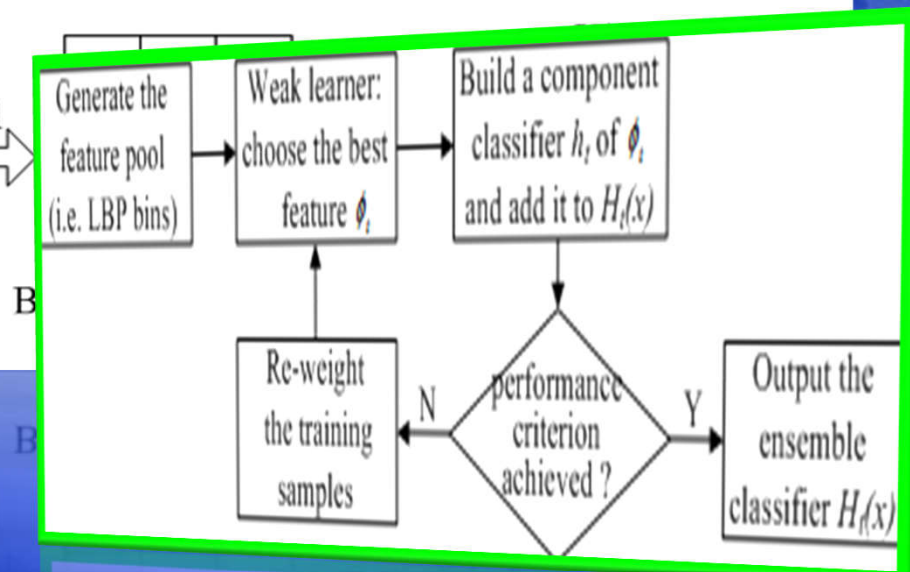 Generate the
feature pool
(i.e. LBP bins)
Weak learner:
choose the best
feature ϕt
Build a component
classifier ht of ϕt
and add it to Ht(x)
B
Re-weight
the training
samples
N
performance
criterion
achieved ?
Y
Output the
ensemble
classifier Ht(x)
B